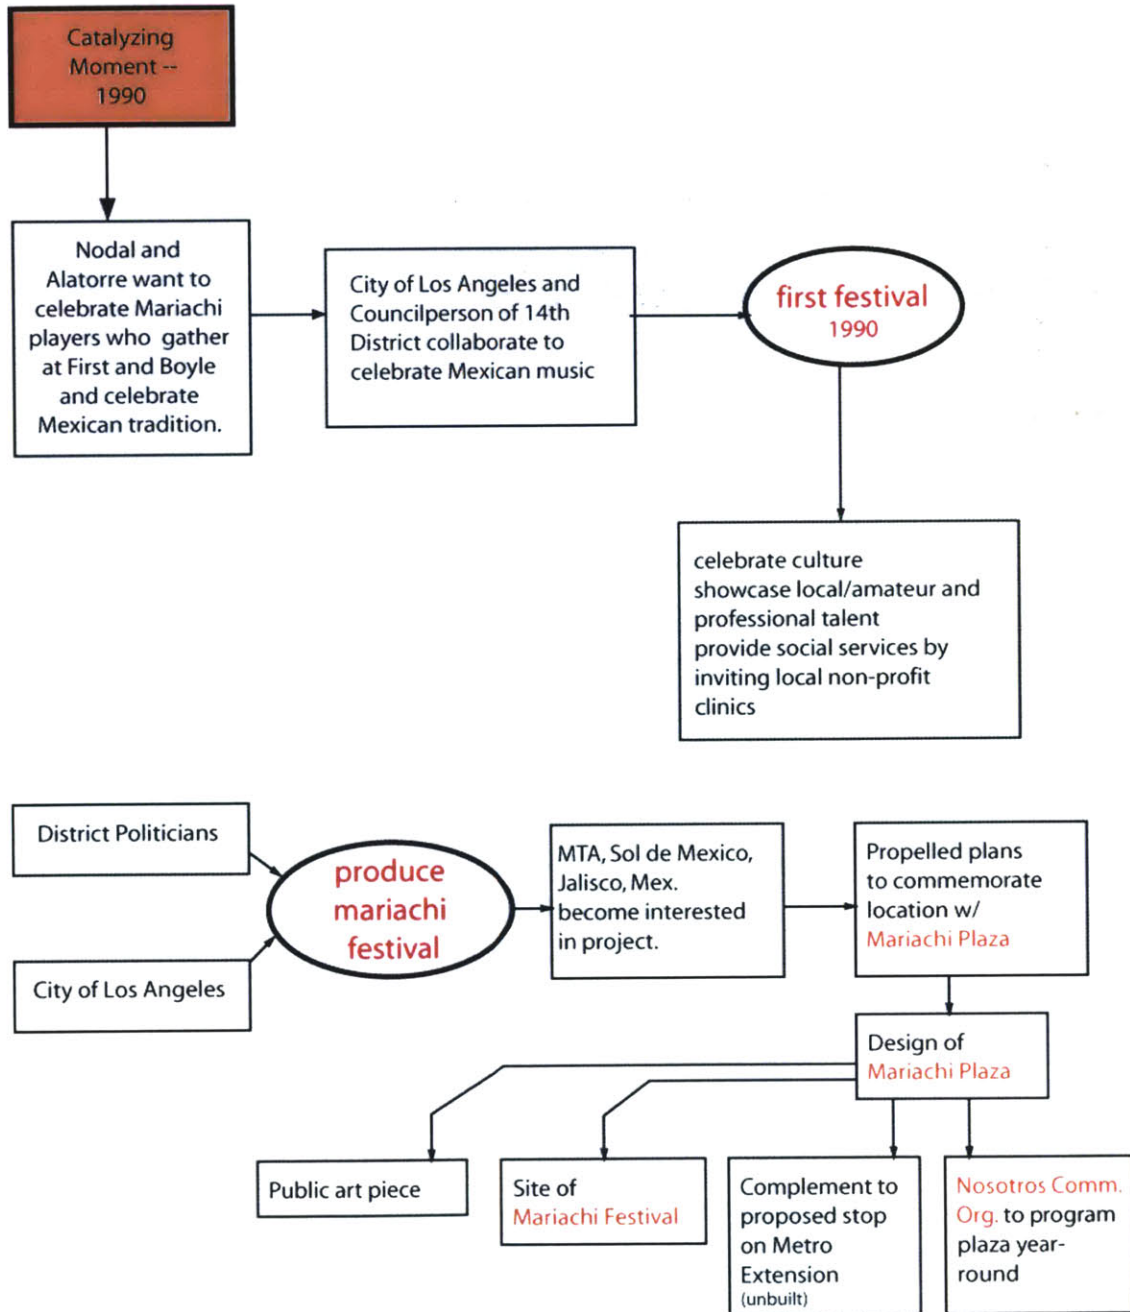 Catalyzing
Moment --
1990
Nodal and
Alatorre want to
celebrate Mariachi
players who gather
at First and Boyle
and celebrate
Mexican tradition.
City of Los Angeles and
Councilperson of 14th
District collaborate to
celebrate Mexican music
first festival
1990
celebrate culture
showcase local/amateur and
professional talent
provide social services by
inviting local non-profit
clinics
District Politicians
City of Los Angeles
produce
mariachi
festival
MTA, Sol de Mexico,
Jalisco, Mex.
become interested
in project.
Propelled plans
to commemorate
location w/
Mariachi Plaza
Design of
Mariachi Plaza
Public art piece
Site of
Mariachi Festival
Complement to
proposed stop
on Metro
Extension
(unbuilt)
Nosotros Comm.
Org. to program
plaza year-
round